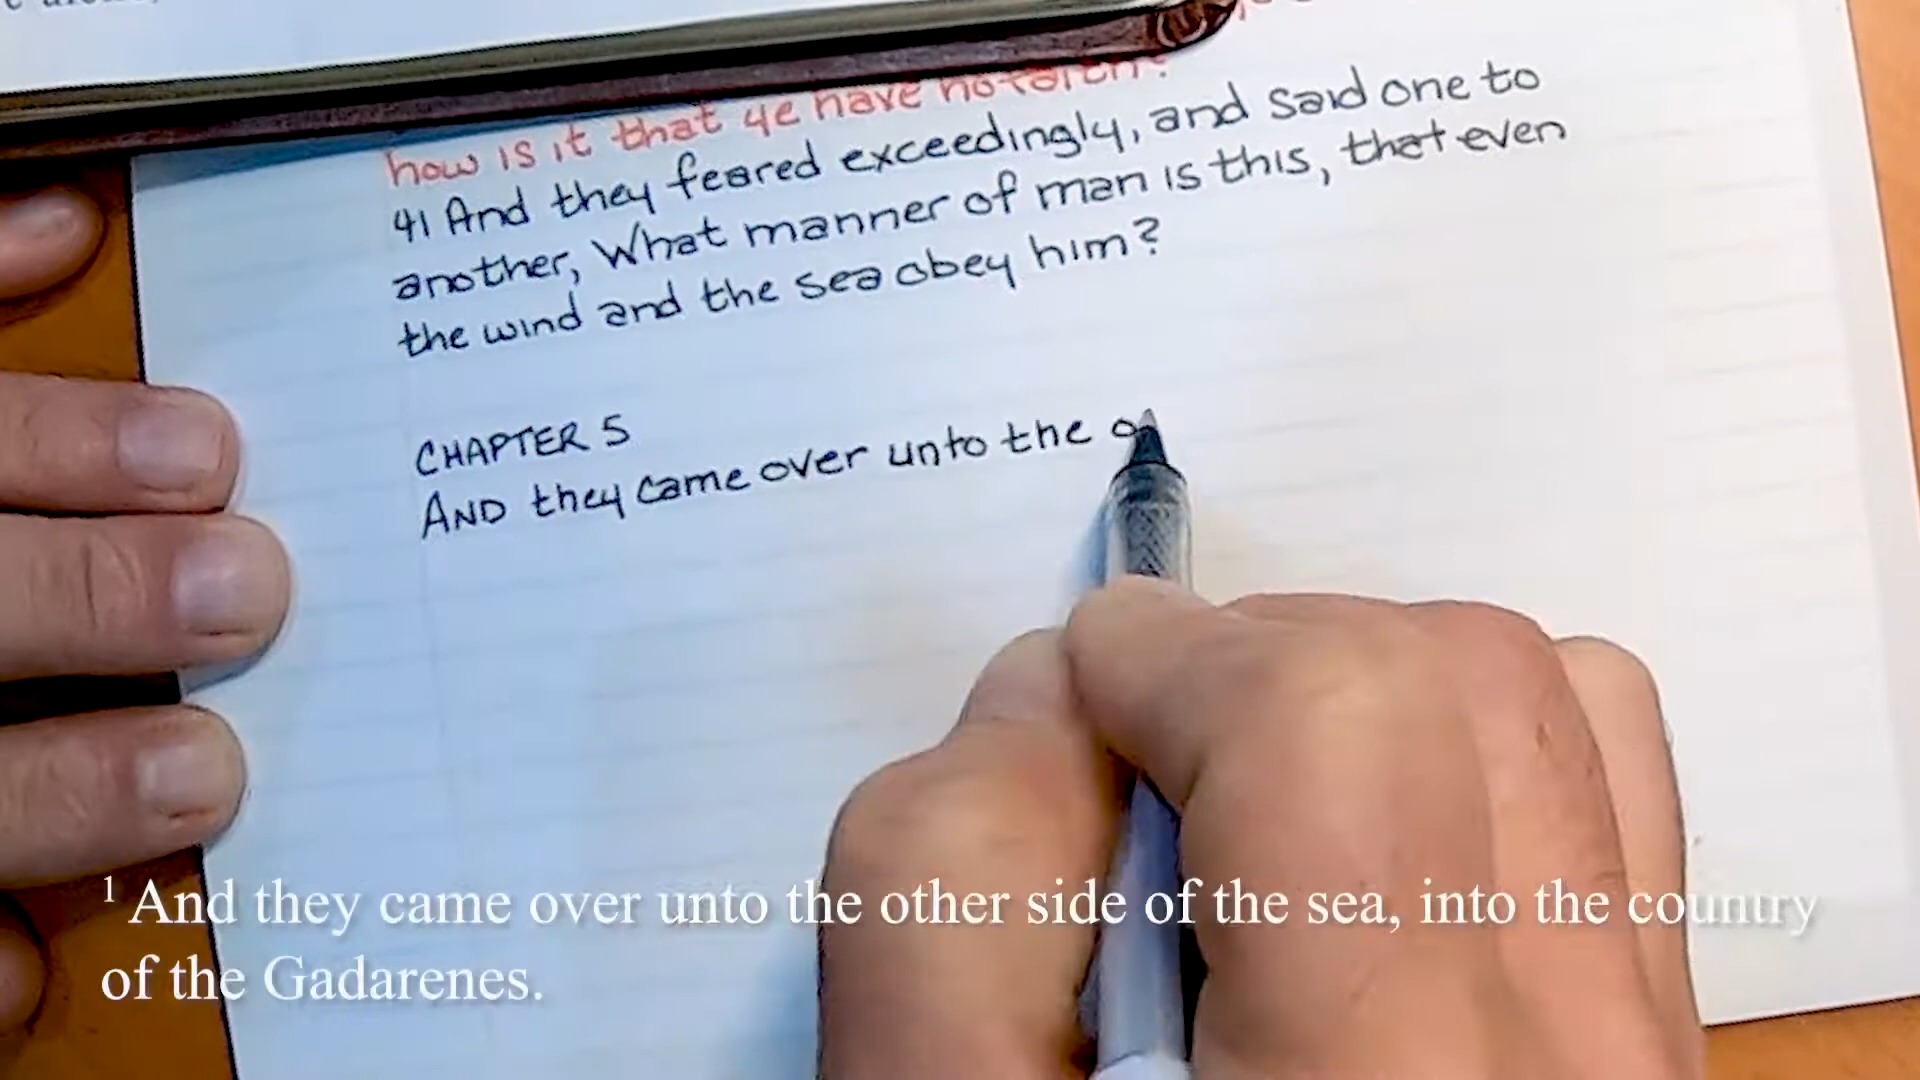 how is it that ye have no faith?
41 And they feared exceedingly, and said one to
another, What manner of man is this, that even
the wind and the sea obey him?
CHAPTER 5
AND they came over unto the o
1 And they came over unto the other side of the sea, into the country
of the Gadarenes.